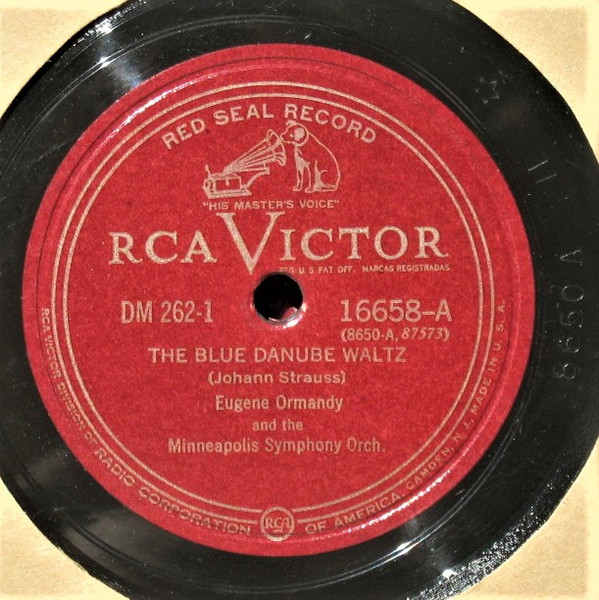 RED SEAL RECORD
"HIS MASTER'S VOICE"
RCA VICTOR
REG. U.S. PAT. OFF. MARCAS REGISTRADAS.
DM 262-1
16658-A
(8650-A, 87573)
THE BLUE DANUBE WALTZ
(Johann Strauss)
Eugene Ormandy
and the
Minneapolis Symphony Orch.
RCA VICTOR DIVISION OF RADIO CORPORATION RCA OF AMERICA, CAMDEN, N. J. MADE IN U. S. A.
8650 A
1